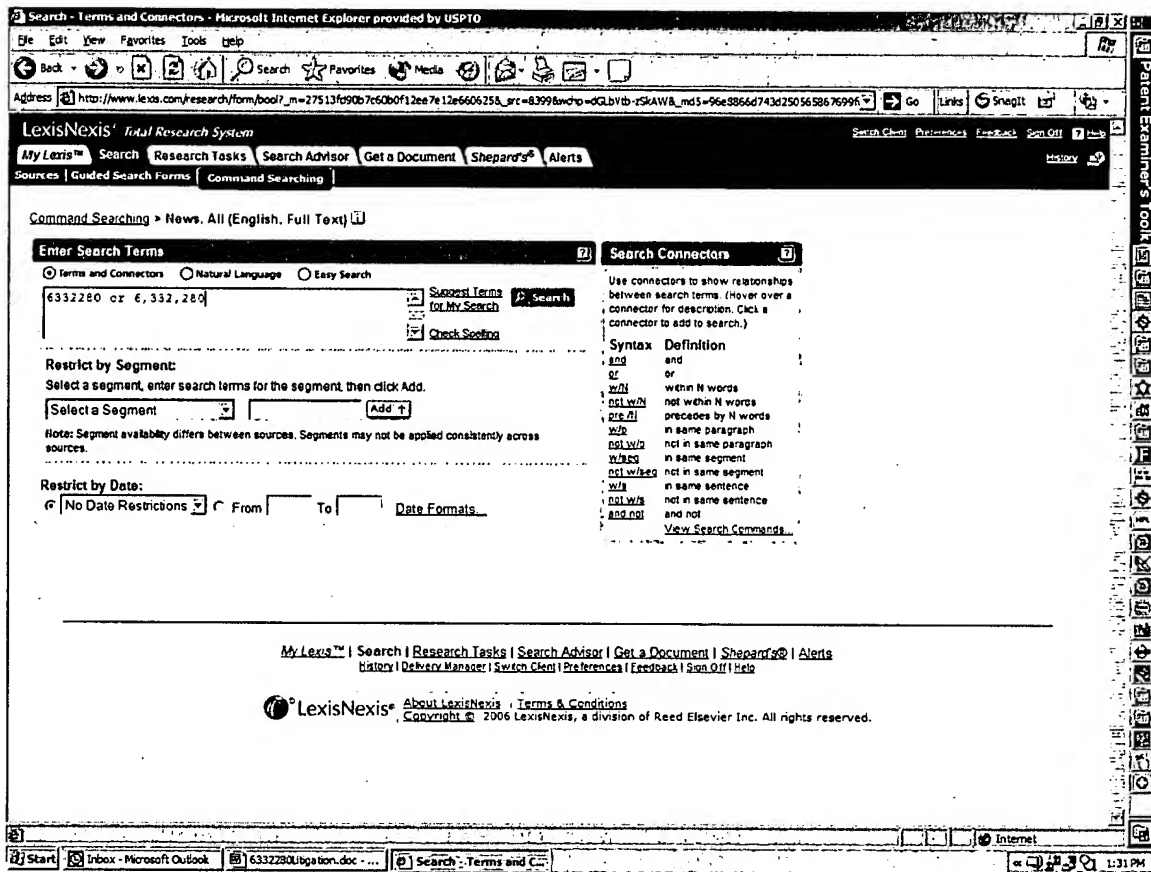 Search - Terms and Connectors - Microsoft Internet Explorer provided by USPTO
File Edit View Favorites Tools Help
Back Search Favorites Media
Address http://www.lexis.com/research/form/bool?_m= Go Links SnagIt
LexisNexis® Total Research System Switch Client Preferences Feedback Sign Off ? Help
My Lexis™ Search Research Tasks Search Advisor Get a Document Shepard's® Alerts History
Sources | Guided Search Forms | Command Searching
Command Searching > News, All (English, Full Text) i
Enter Search Terms ?
Terms and Connectors Natural Language Easy Search
6332280 or 6,332,280
Suggest Terms for My Search
Search
Check Spelling
Restrict by Segment:
Select a segment, enter search terms for the segment, then click Add.
Select a Segment Add ↑
Note: Segment availability differs between sources. Segments may not be applied consistently across
sources.
Restrict by Date:
No Date Restrictions From To Date Formats...
Search Connectors ?
Use connectors to show relationships
between search terms. (Hover over a
connector for description. Click a
connector to add to search.)
Syntax Definition
and and
or or
w/N within N words
not w/N not within N words
pre /N precedes by N words
w/p in same paragraph
not w/p not in same paragraph
w/seg in same segment
not w/seg not in same segment
w/s in same sentence
not w/s not in same sentence
and not and not
View Search Commands...
My Lexis™ | Search | Research Tasks | Search Advisor | Get a Document | Shepard's® | Alerts
History | Delivery Manager | Switch Client | Preferences | Feedback | Sign Off | Help
LexisNexis® About LexisNexis | Terms & Conditions
Copyright © 2006 LexisNexis, a division of Reed Elsevier Inc. All rights reserved.
Internet
Start Inbox - Microsoft Outlook 6332280Litigation.doc - ... Search - Terms and C... 1:31 PM
Patent Examiner's Toolk